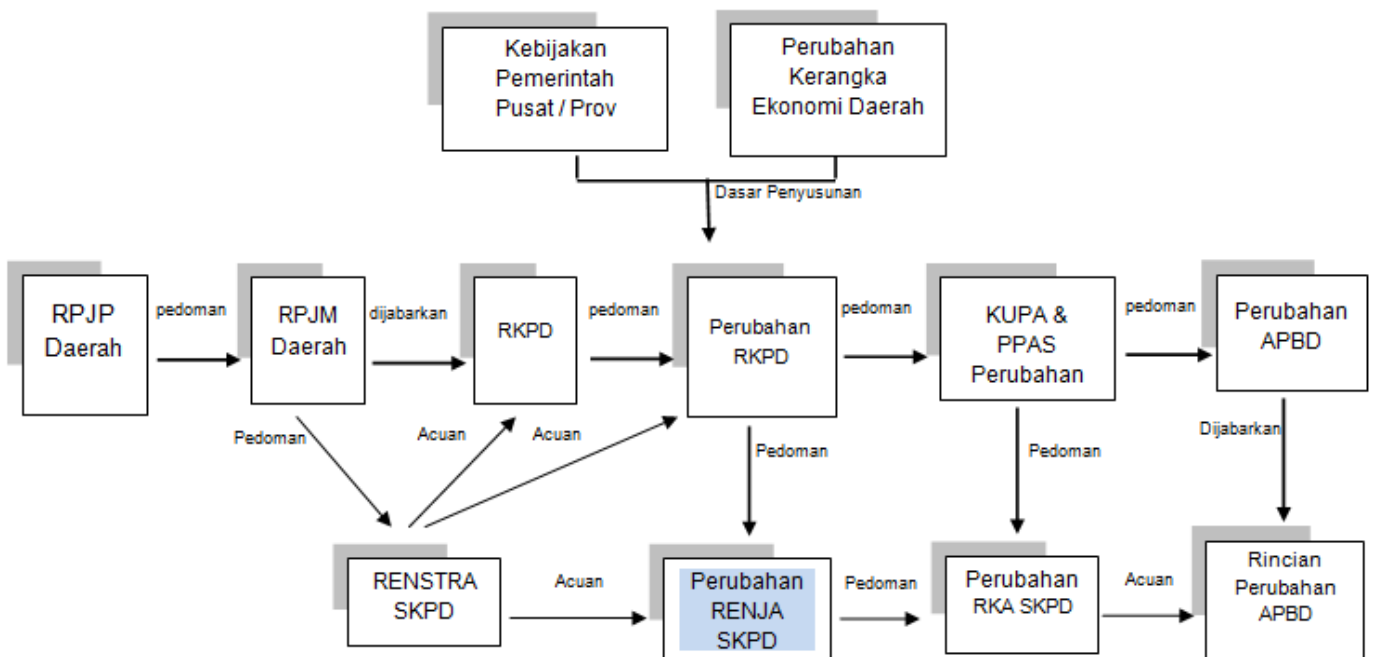 Kebijakan
Pemerintah
Pusat / Prov
Perubahan
Kerangka
Ekonomi Daerah
Dasar Penyusunan
RPJP
Daerah
pedoman
RPJM
Daerah
dijabarkan
RKPD
pedoman
Perubahan
RKPD
pedoman
KUPA &
PPAS
Perubahan
pedoman
Perubahan
APBD
Pedoman
Acuan
Acuan
Pedoman
Pedoman
Dijabarkan
RENSTRA
SKPD
Acuan
Perubahan
RENJA
SKPD
Pedoman
Perubahan
RKA SKPD
Acuan
Rincian
Perubahan
APBD